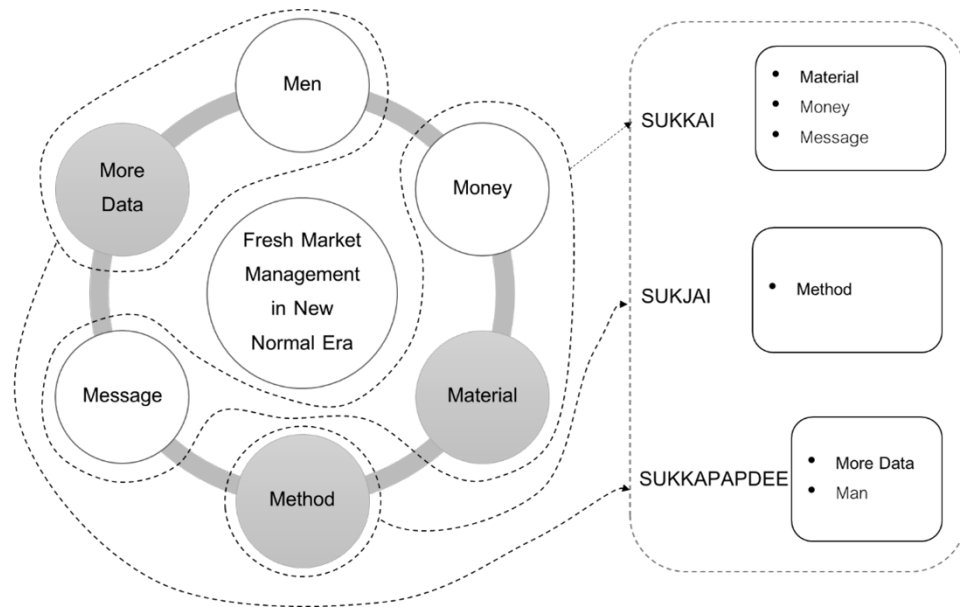 Men
More
Data
Money
Fresh Market
Management
in New
Normal Era
Message
Material
Method
SUKKAI
• Material
• Money
• Message
SUKJAI
• Method
SUKKAPAPDEE
• More Data
• Man